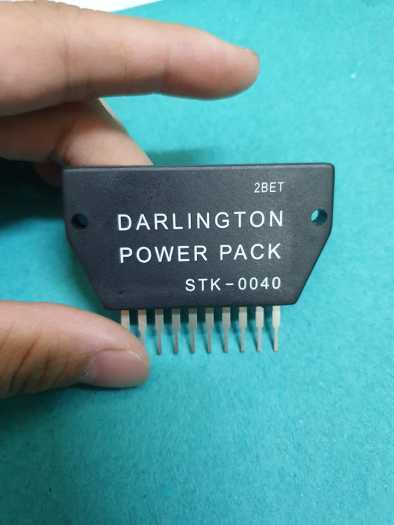 2BET
DARLINGTON
POWER PACK
STK-0040